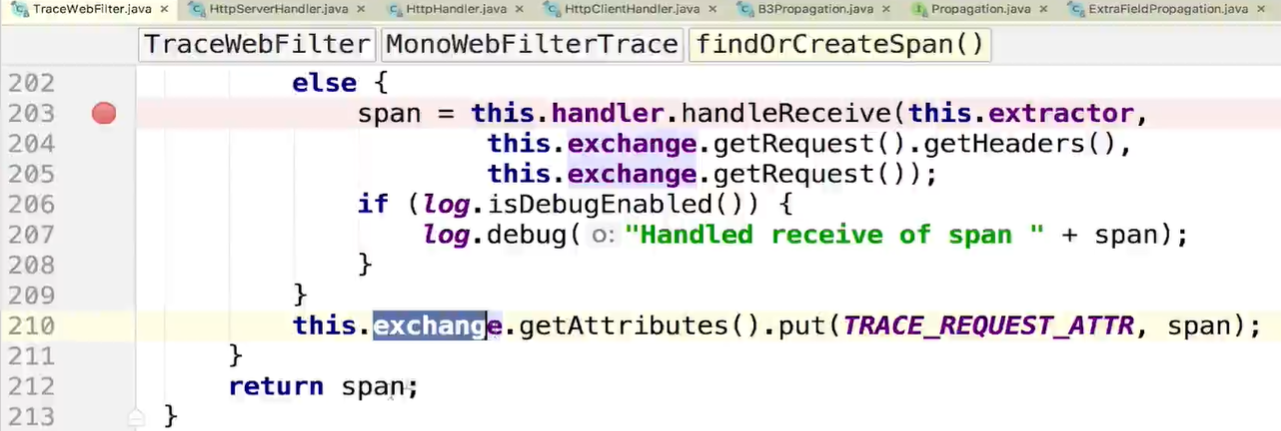 TraceWebFilter.java × HttpServerHandler.java × HttpHandler.java × HttpClientHandler.java × B3Propagation.java × Propagation.java × ExtraFieldPropagation.java ×
TraceWebFilter MonoWebFilterTrace findOrCreateSpan()
202 else {
203 span = this.handler.handleReceive(this.extractor,
204 this.exchange.getRequest().getHeaders(),
205 this.exchange.getRequest());
206 if (log.isDebugEnabled()) {
207 log.debug( o: "Handled receive of span " + span);
208 }
209 }
210 this.exchange.getAttributes().put(TRACE_REQUEST_ATTR, span);
211 }
212 return span;
213 }